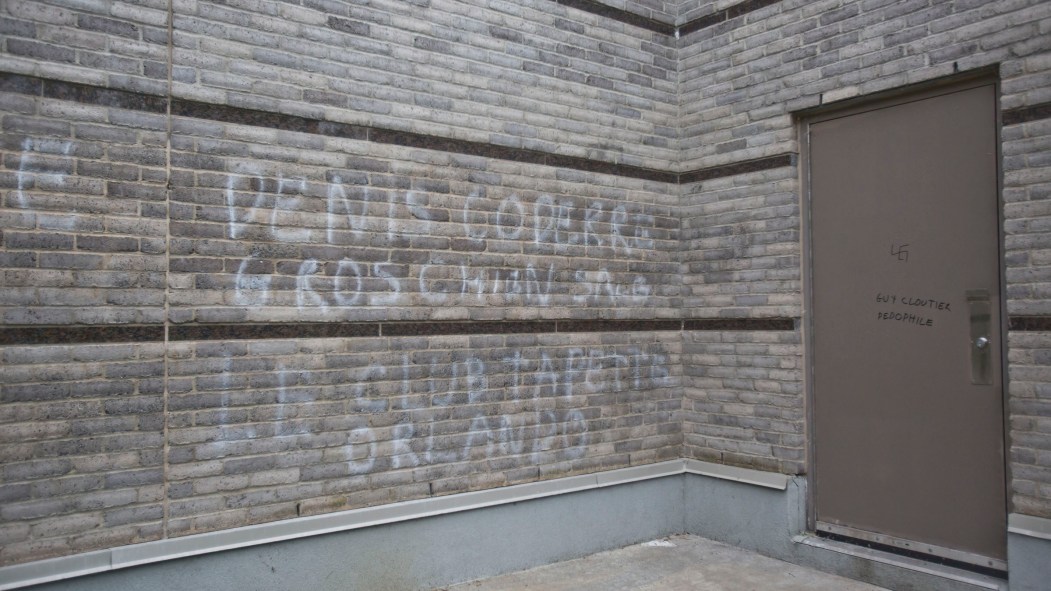 E
DENIS CODERRE
GROS CHIEN SALE
LE CLUB TAPETTE
ORLANDO
GUY CLOUTIER
PEDOPHILE